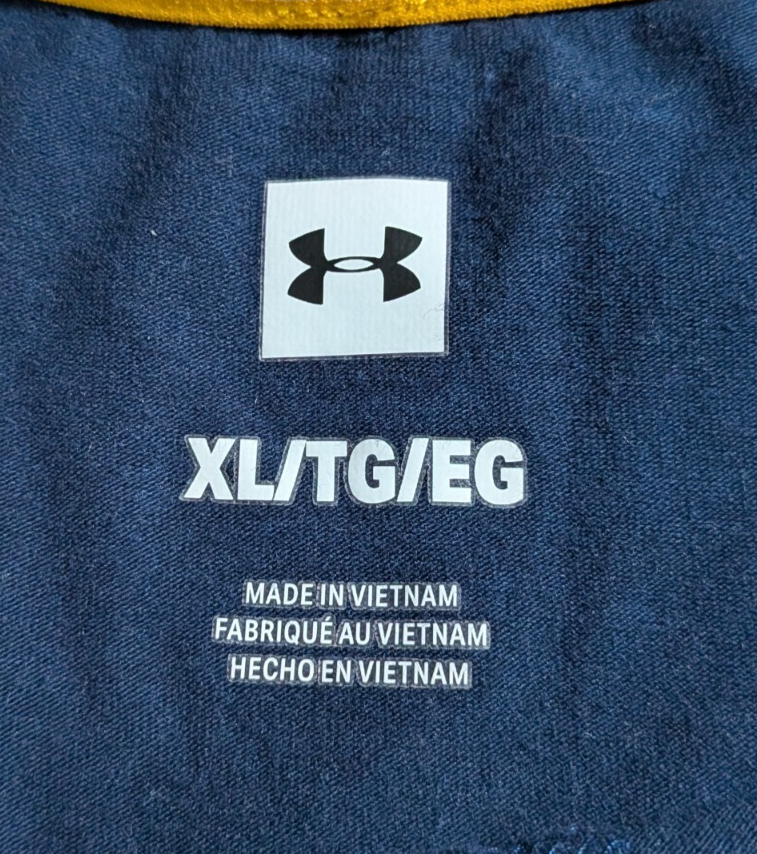 XL/TG/EG
MADE IN VIETNAM
FABRIQUÉ AU VIETNAM
HECHO EN VIETNAM